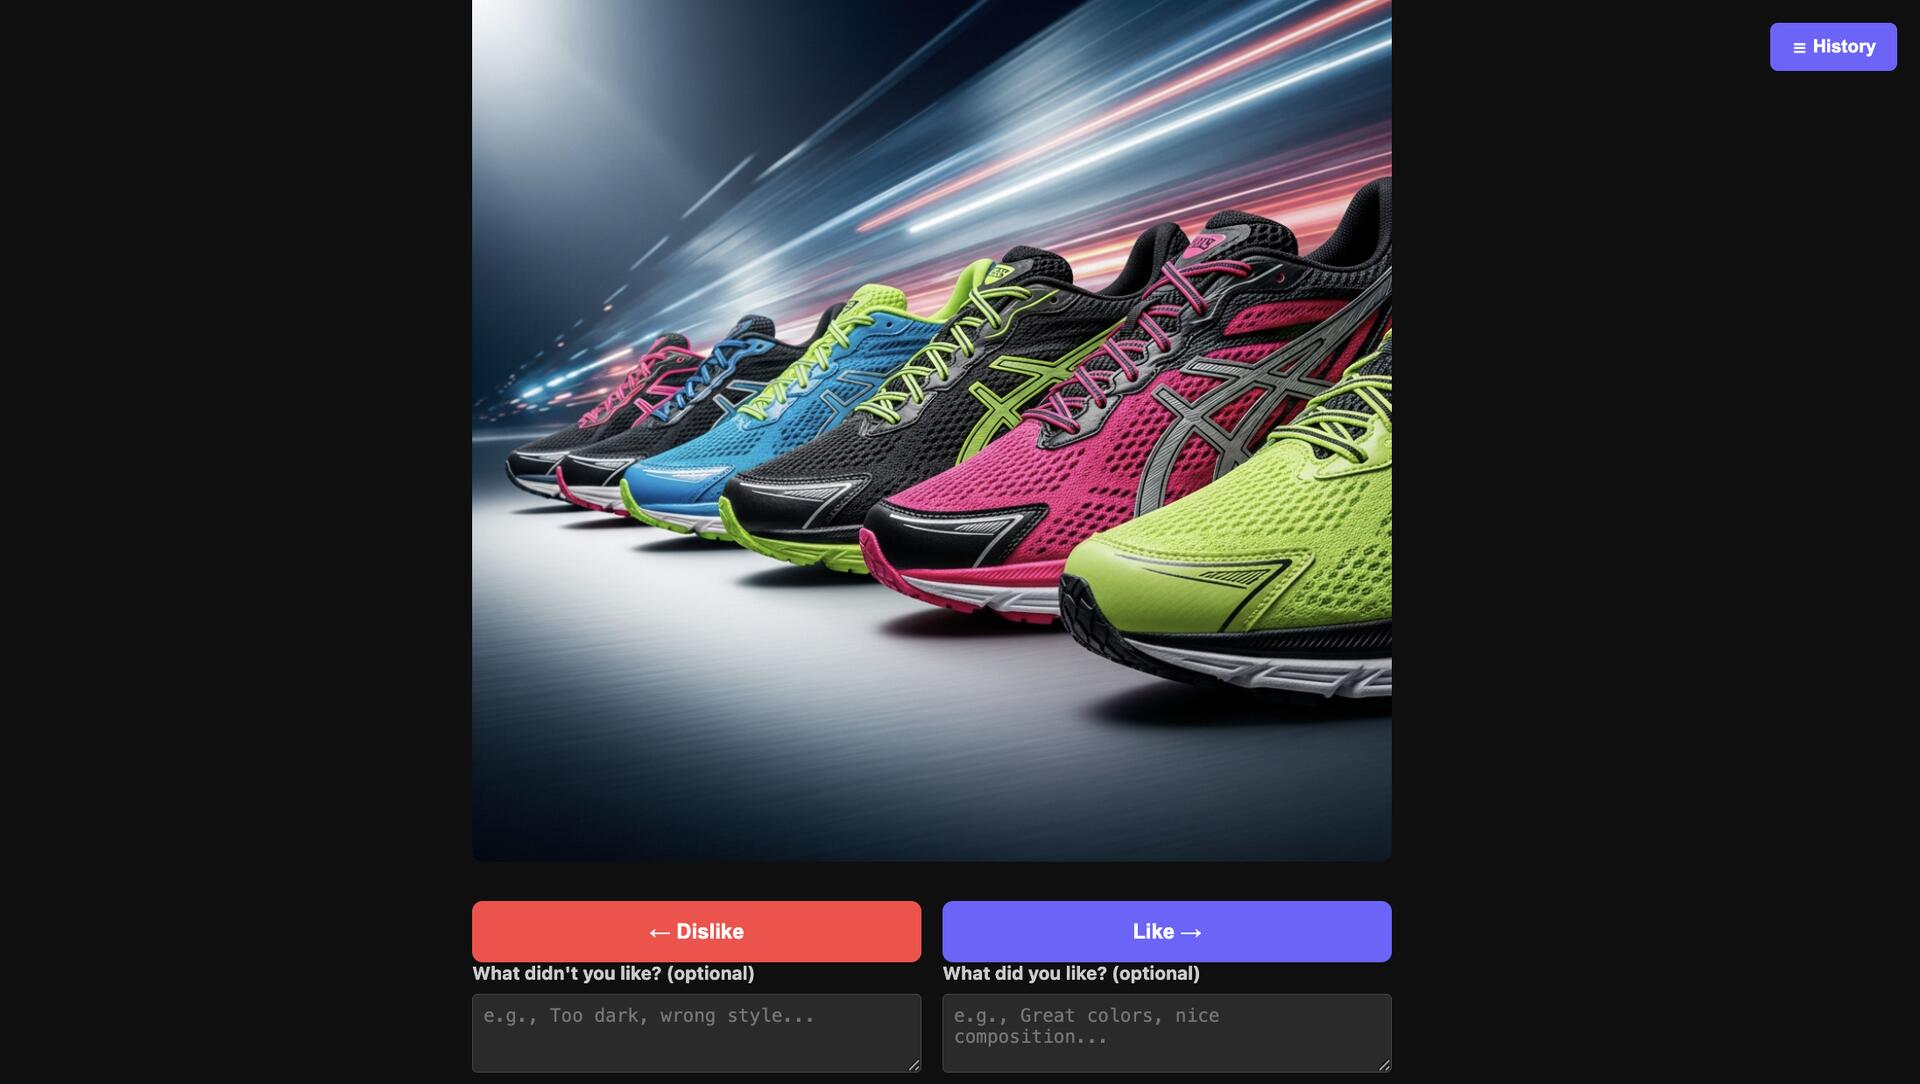 ≡ History
← Dislike
Like →
What didn't you like? (optional)
What did you like? (optional)
e.g., Too dark, wrong style...
e.g., Great colors, nice
composition...